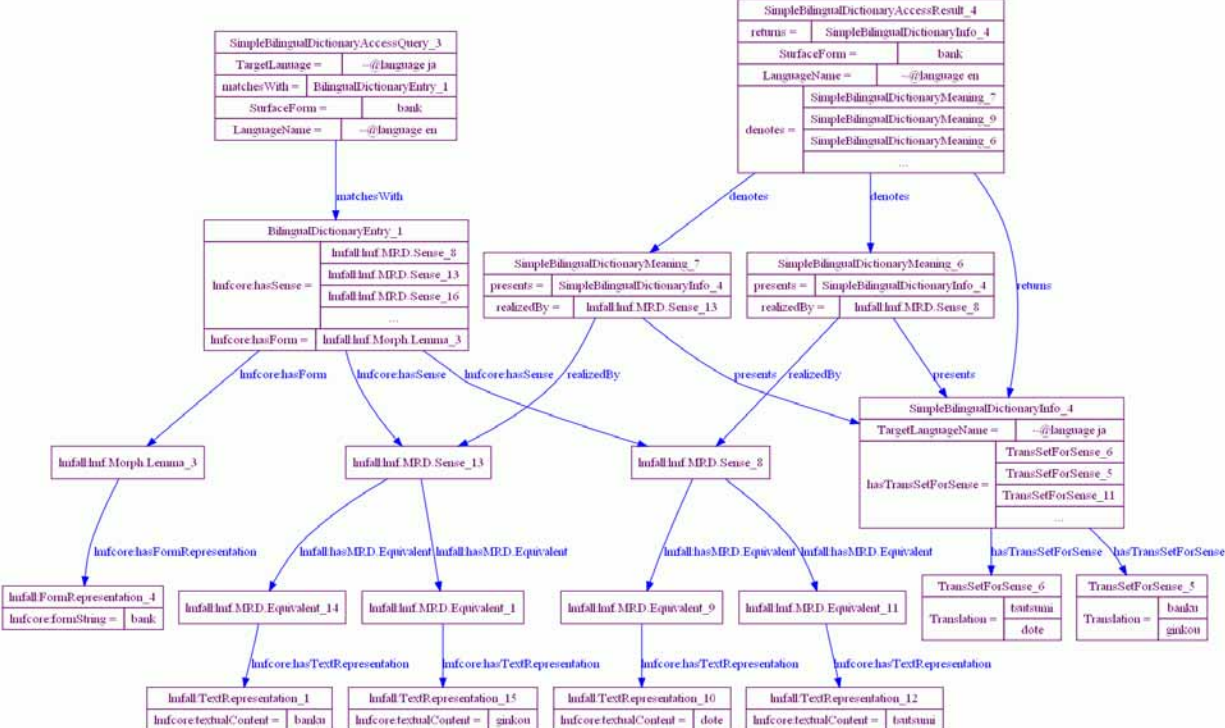 SimpleBilingualDictionaryAccessResult_4
returns = SimpleBilingualDictionaryInfo_4
SurfaceForm = bank
LanguageName = --@language en
denotes =
SimpleBilingualDictionaryMeaning_7
SimpleBilingualDictionaryMeaning_9
SimpleBilingualDictionaryMeaning_6
...
SimpleBilingualDictionaryAccessQuery_3
TargetLanuage = --@language ja
matchesWith = BilingualDictionaryEntry_1
SurfaceForm = bank
LanguageName = --@language en
matchesWith
denotes
denotes
returns
BilingualDictionaryEntry_1
lmfcore:hasSense =
lmfall:lmf.MRD.Sense_8
lmfall:lmf.MRD.Sense_13
lmfall:lmf.MRD.Sense_16
...
lmfcore:hasForm = lmfall:lmf.Morph.Lemma_3
SimpleBilingualDictionaryMeaning_7
presents = SimpleBilingualDictionaryInfo_4
realizedBy = lmfall:lmf.MRD.Sense_13
SimpleBilingualDictionaryMeaning_6
presents = SimpleBilingualDictionaryInfo_4
realizedBy = lmfall:lmf.MRD.Sense_8
lmfcore:hasForm
lmfcore:hasSense
lmfcore:hasSense
realizedBy
presents
realizedBy
presents
SimpleBilingualDictionaryInfo_4
TargetLanguageName = --@language ja
hasTransSetForSense =
TransSetForSense_6
TransSetForSense_5
TransSetForSense_11
...
lmfall:lmf.Morph.Lemma_3
lmfall:lmf.MRD.Sense_13
lmfall:lmf.MRD.Sense_8
lmfcore:hasFormRepresentation
lmfall:hasMRD.Equivalent
lmfall:hasMRD.Equivalent
lmfall:hasMRD.Equivalent
lmfall:hasMRD.Equivalent
hasTransSetForSense
hasTransSetForSense
lmfall:FormRepresentation_4
lmfcore:formString = bank
lmfall:lmf.MRD.Equivalent_14
lmfall:lmf.MRD.Equivalent_1
lmfall:lmf.MRD.Equivalent_9
lmfall:lmf.MRD.Equivalent_11
TransSetForSense_6
Translation =
tsutsumi
dote
TransSetForSense_5
Translation =
banku
ginkou
lmfcore:hasTextRepresentation
lmfcore:hasTextRepresentation
lmfcore:hasTextRepresentation
lmfcore:hasTextRepresentation
lmfall:TextRepresentation_1
lmfcore:textualContent = banku
lmfall:TextRepresentation_15
lmfcore:textualContent = ginkou
lmfall:TextRepresentation_10
lmfcore:textualContent = dote
lmfall:TextRepresentation_12
lmfcore:textualContent = tsutsumi